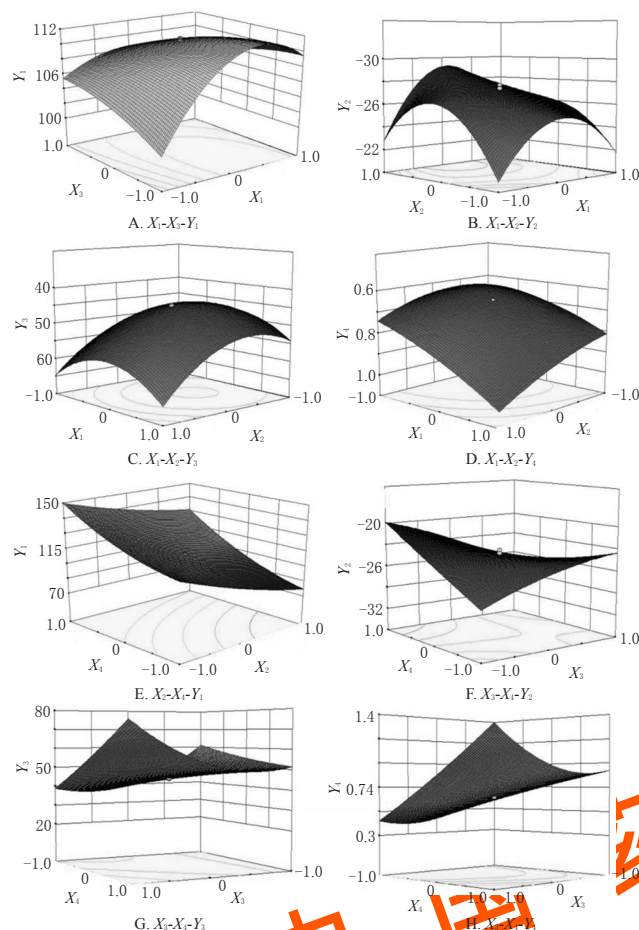 112
106
100
1.0
0
-1.0
-1.0
0
1.0
Y1
X3
X1
A. X1-X3-Y1
-30
-26
-22
1.0
0
-1.0
-1.0
0
1.0
Y2
X2
X1
B. X1-X2-Y2
40
50
60
-1.0
0
1.0
1.0
0
-1.0
Y3
X1
X2
C. X1-X2-Y3
0.6
0.8
1.0
-1.0
0
1.0
1.0
0
-1.0
Y4
X1
X2
D. X1-X2-Y4
150
115
70
1.0
0
-1.0
-1.0
0
1.0
Y1
X4
X2
E. X2-X4-Y1
-20
-26
-32
1.0
0
-1.0
-1.0
0
1.0
Y2
X4
X3
F. X3-X4-Y2
80
50
20
-1.0
0
1.0
1.0
0
-1.0
Y3
X4
X3
G. X3-X4-Y3
1.4
0.74
0.3
-1.0
0
1.0
1.0
0
-1.0
Y4
X4
X3
国